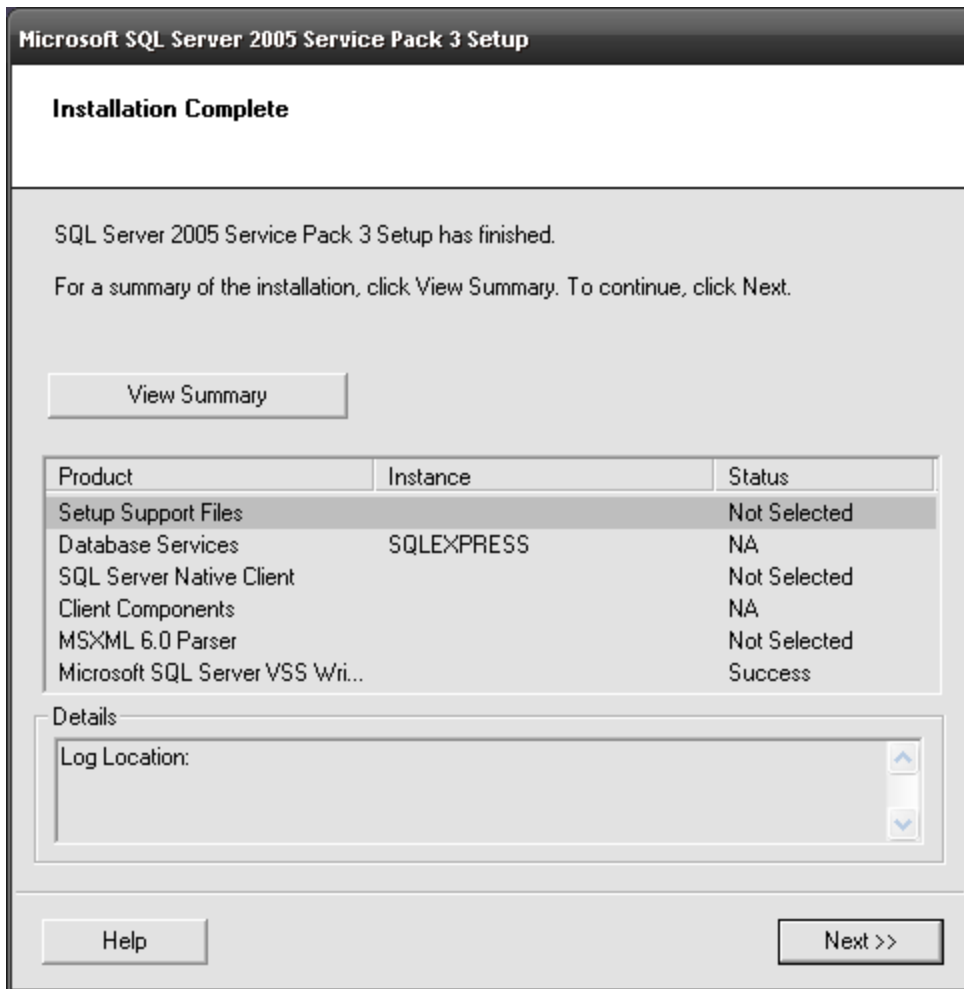 Microsoft SQL Server 2005 Service Pack 3 Setup
Installation Complete
SQL Server 2005 Service Pack 3 Setup has finished.
For a summary of the installation, click View Summary. To continue, click Next.
View Summary
Product Instance Status
Setup Support Files Not Selected
Database Services SQLEXPRESS NA
SQL Server Native Client Not Selected
Client Components NA
MSXML 6.0 Parser Not Selected
Microsoft SQL Server VSS Wri... Success
Details
Log Location:
Help Next >>